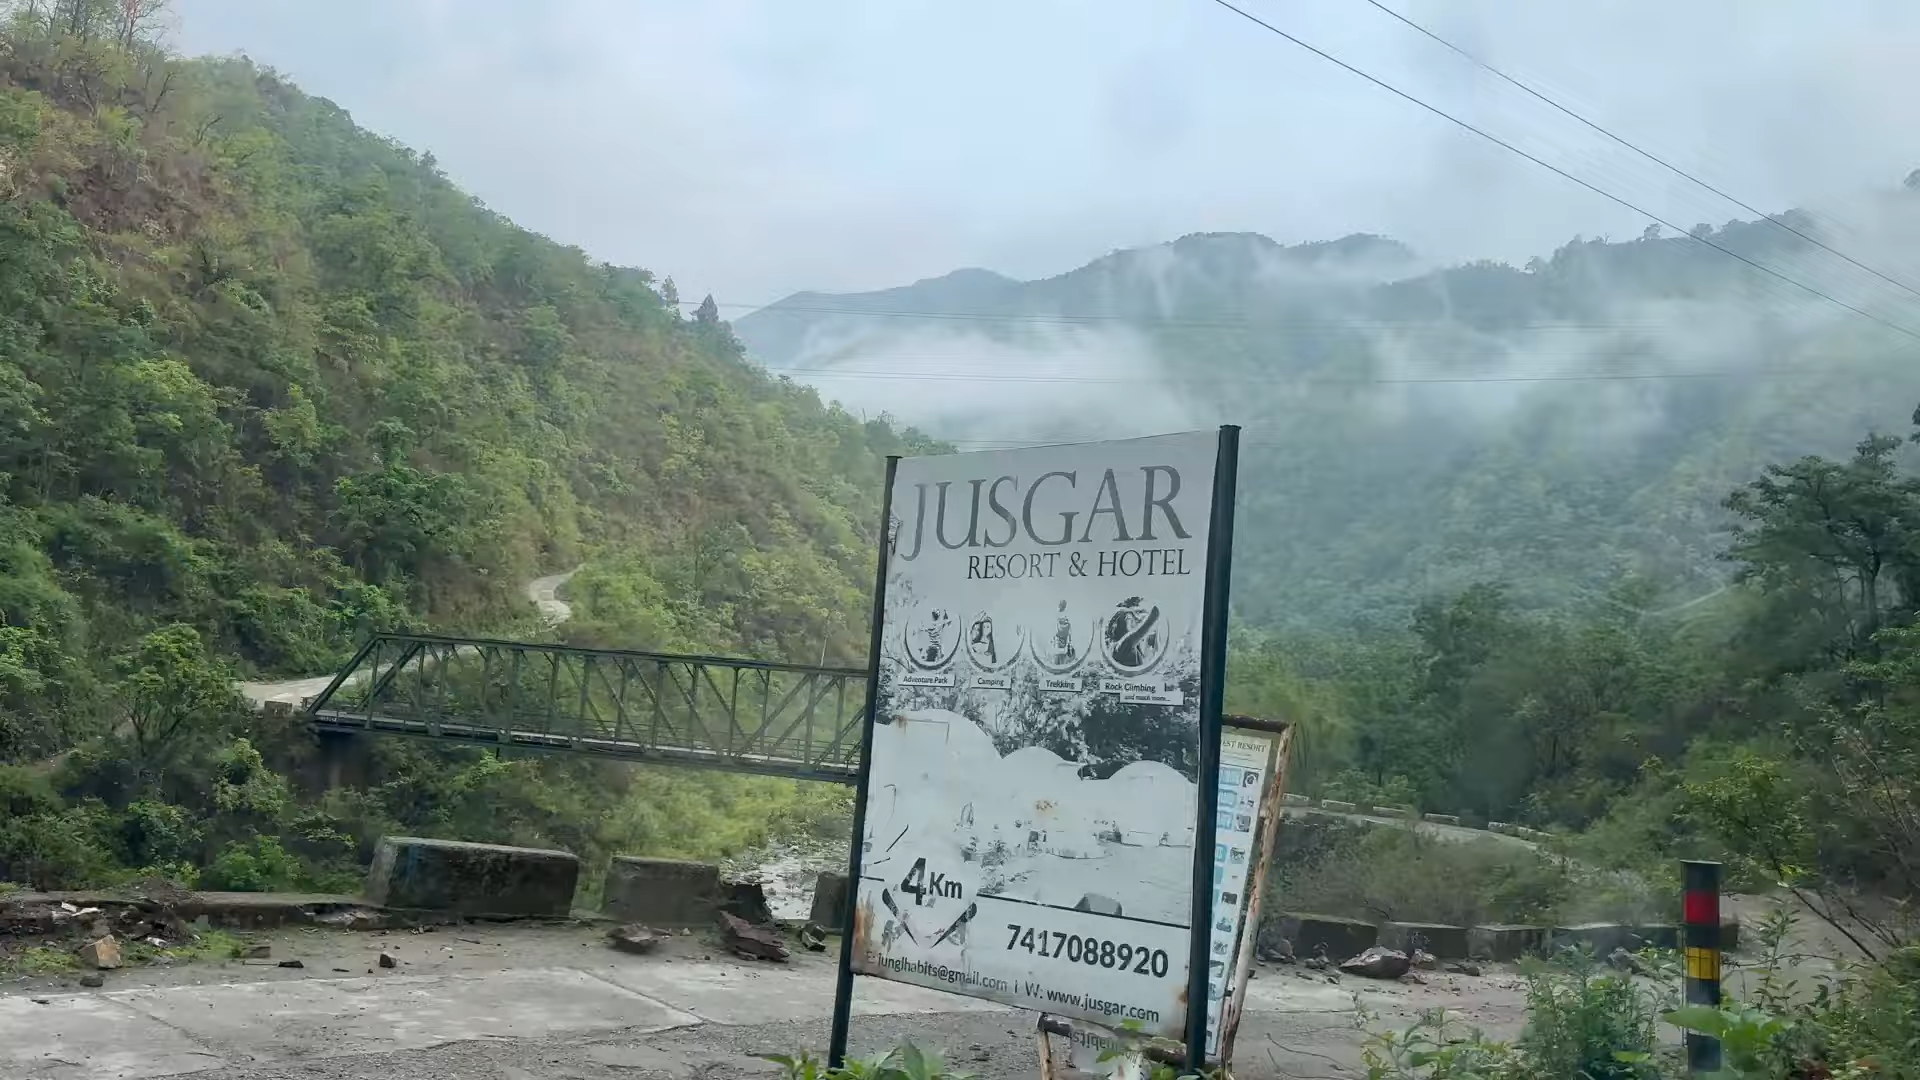 JUSGAR
RESORT & HOTEL
Adventure Park
Camping
Trekking
Rock Climbing
and much more...
4Km
7417088920
E: junglhabits@gmail.com | W: www.jusgar.com
RESORT